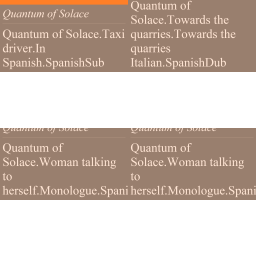 Quantum of Solace
Quantum of Solace.Taxi
driver.In
Spanish.SpanishSub
Quantum of
Solace.Towards the
quarries.Towards the
quarries
Italian.SpanishDub
Quantum of Solace
Quantum of
Solace.Woman talking
to
herself.Monologue.Spani
Quantum of Solace
Quantum of
Solace.Woman talking
to
herself.Monologue.Spani